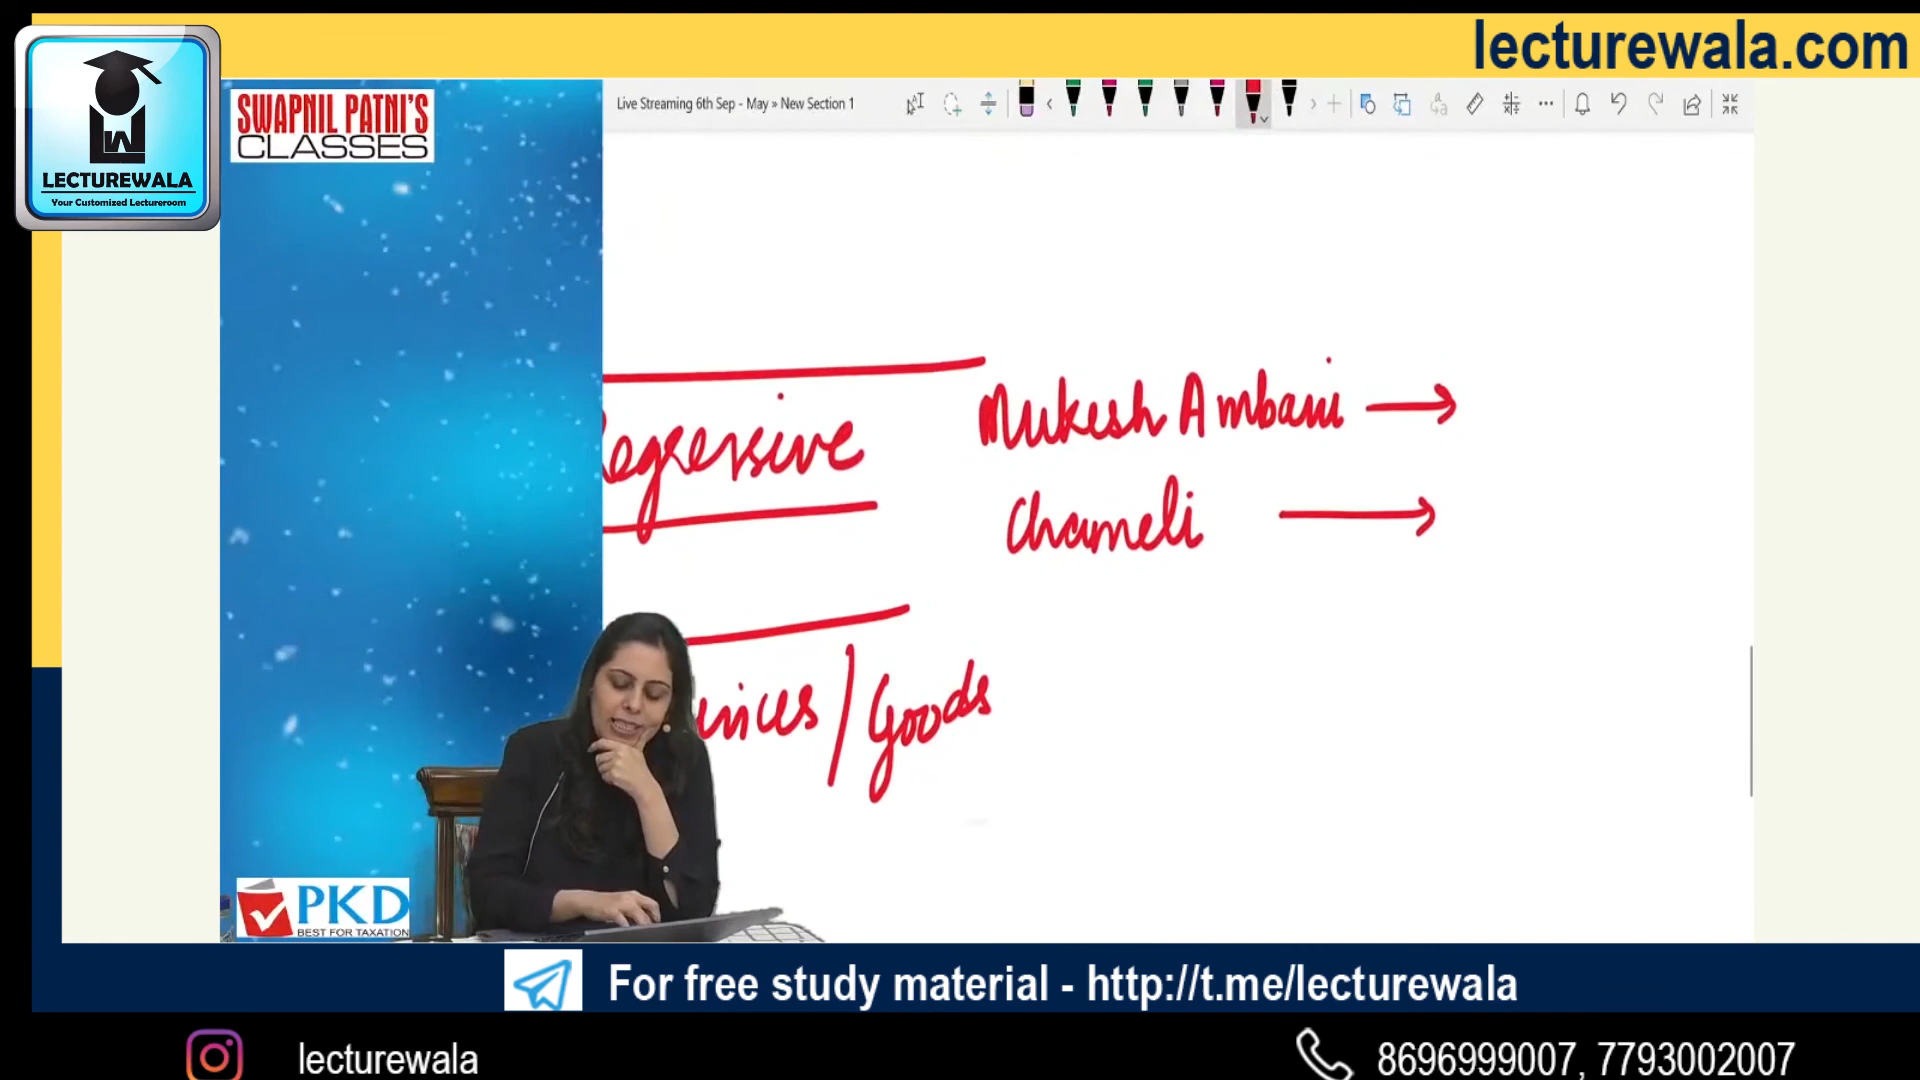 lecturewala.com
SWAPNIL PATNI'S
CLASSES
Live Streaming 6th Sep - May » New Section 1
LECTUREWALA
Your Customized Lectureroom
Mukesh Ambani →
Chameli →
/ Goods
PKD
BEST FOR TAXATION
For free study material - http://t.me/lecturewala
lecturewala
8696999007, 7793002007